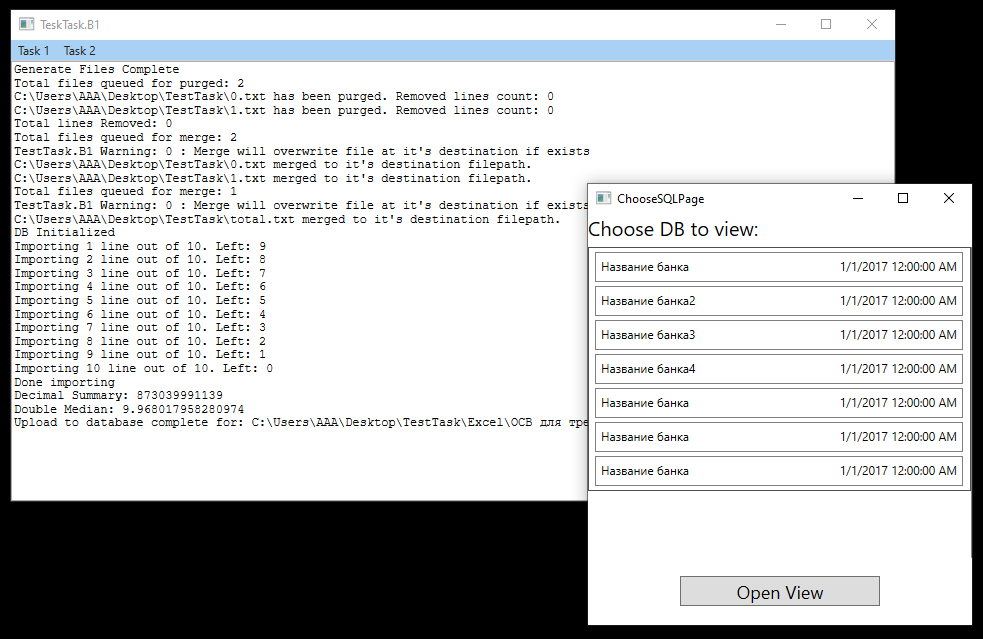 TeskTask.B1
Task 1 Task 2
Generate Files Complete
Total files queued for purged: 2
C:\Users\AAA\Desktop\TestTask\0.txt has been purged. Removed lines count: 0
C:\Users\AAA\Desktop\TestTask\1.txt has been purged. Removed lines count: 0
Total lines Removed: 0
Total files queued for merge: 2
TestTask.B1 Warning: 0 : Merge will overwrite file at it's destination if exists
C:\Users\AAA\Desktop\TestTask\0.txt merged to it's destination filepath.
C:\Users\AAA\Desktop\TestTask\1.txt merged to it's destination filepath.
Total files queued for merge: 1
TestTask.B1 Warning: 0 : Merge will overwrite file at it's destination if exists
C:\Users\AAA\Desktop\TestTask\total.txt merged to it's destination filepath.
DB Initialized
Importing 1 line out of 10. Left: 9
Importing 2 line out of 10. Left: 8
Importing 3 line out of 10. Left: 7
Importing 4 line out of 10. Left: 6
Importing 5 line out of 10. Left: 5
Importing 6 line out of 10. Left: 4
Importing 7 line out of 10. Left: 3
Importing 8 line out of 10. Left: 2
Importing 9 line out of 10. Left: 1
Importing 10 line out of 10. Left: 0
Done importing
Decimal Summary: 873039991139
Double Median: 9.968017958280974
Upload to database complete for: C:\Users\AAA\Desktop\TestTask\Excel\ОСВ для тре
ChooseSQLPage
Choose DB to view:
Название банка 1/1/2017 12:00:00 AM
Название банка2 1/1/2017 12:00:00 AM
Название банка3 1/1/2017 12:00:00 AM
Название банка4 1/1/2017 12:00:00 AM
Название банка 1/1/2017 12:00:00 AM
Название банка 1/1/2017 12:00:00 AM
Название банка 1/1/2017 12:00:00 AM
Open View